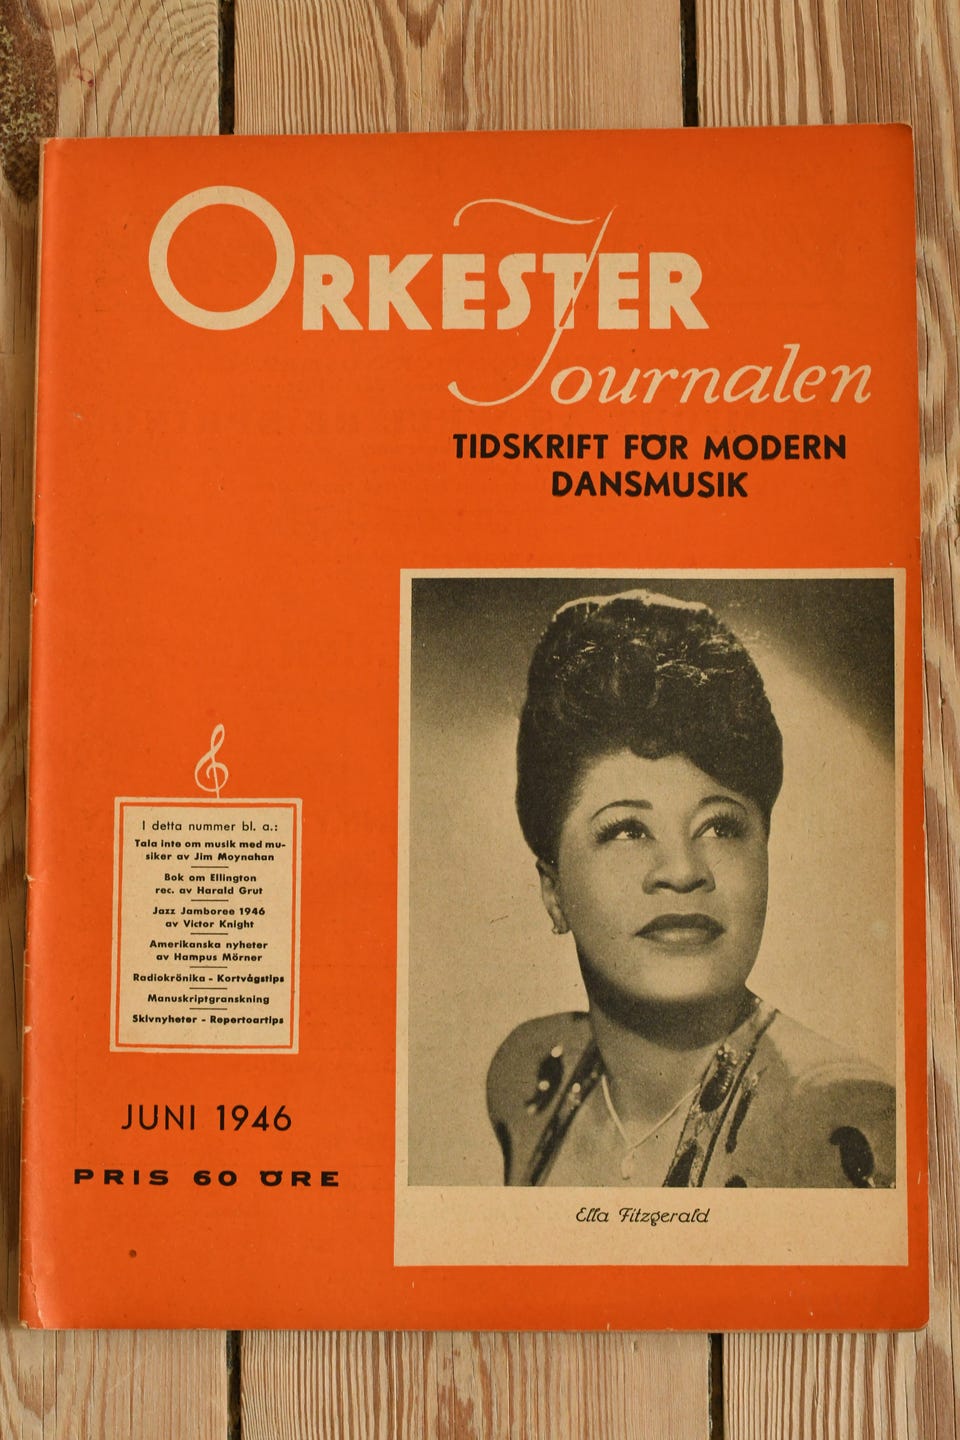 ORKESTER
Journalen
TIDSKRIFT FÖR MODERN
DANSMUSIK
I detta nummer bl. a.:
Tala inte om musik med mu-
siker av Jim Moynahan
Bok om Ellington
rec. av Harald Grut
Jazz Jamboree 1946
av Victor Knight
Amerikanska nyheter
av Hampus Mörner
Radiokrönika - Kortvågstips
Manuskriptgranskning
Skivnyheter - Repertoartips
JUNI 1946
PRIS 60 ÖRE
Ella Fitzgerald